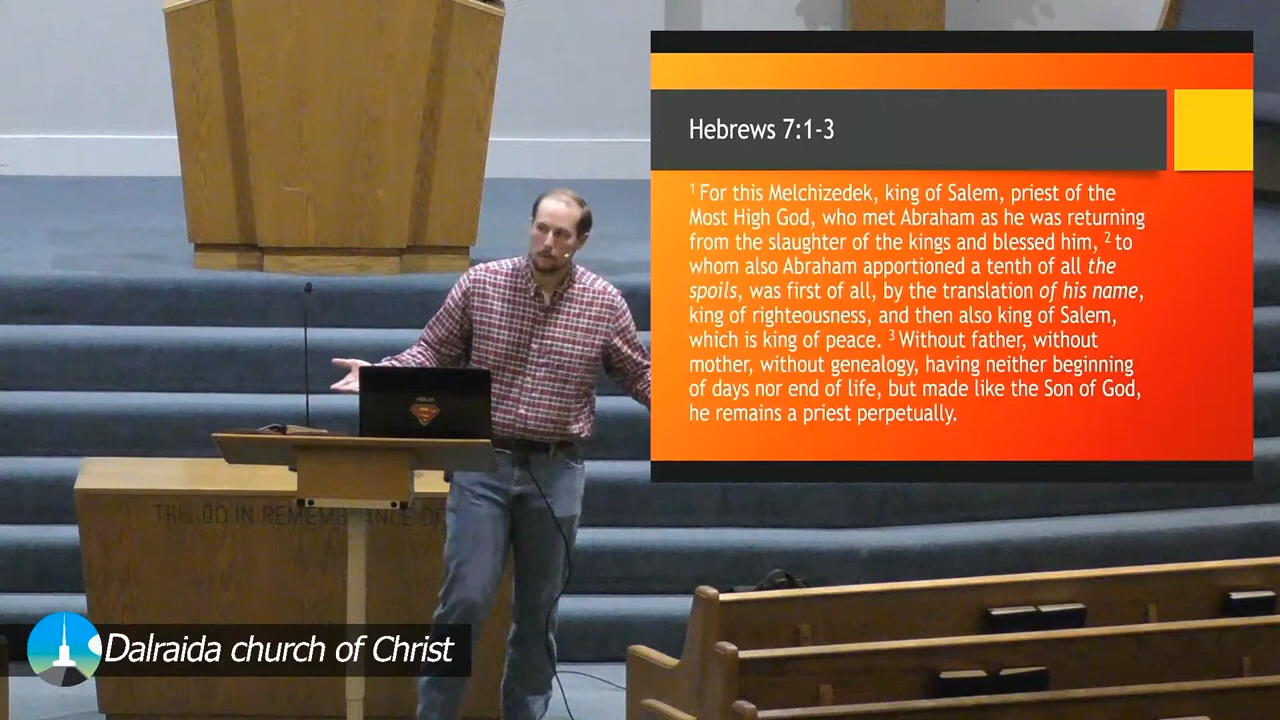 Hebrews 7:1-3
1 For this Melchizedek, king of Salem, priest of the
Most High God, who met Abraham as he was returning
from the slaughter of the kings and blessed him, 2 to
whom also Abraham apportioned a tenth of all the
spoils, was first of all, by the translation of his name,
king of righteousness, and then also king of Salem,
which is king of peace. 3 Without father, without
mother, without genealogy, having neither beginning
of days nor end of life, but made like the Son of God,
he remains a priest perpetually.
THIS DO IN REMEMBRANCE OF
Dalraida church of Christ